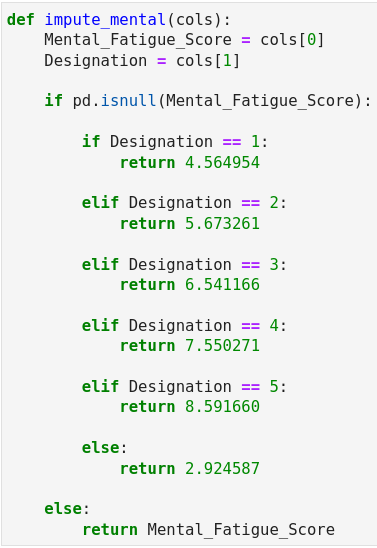 def impute_mental(cols):
    Mental_Fatigue_Score = cols[0]
    Designation = cols[1]

    if pd.isnull(Mental_Fatigue_Score):

        if Designation == 1:
            return 4.564954

        elif Designation == 2:
            return 5.673261

        elif Designation == 3:
            return 6.541166

        elif Designation == 4:
            return 7.550271

        elif Designation == 5:
            return 8.591660

        else:
            return 2.924587

    else:
        return Mental_Fatigue_Score